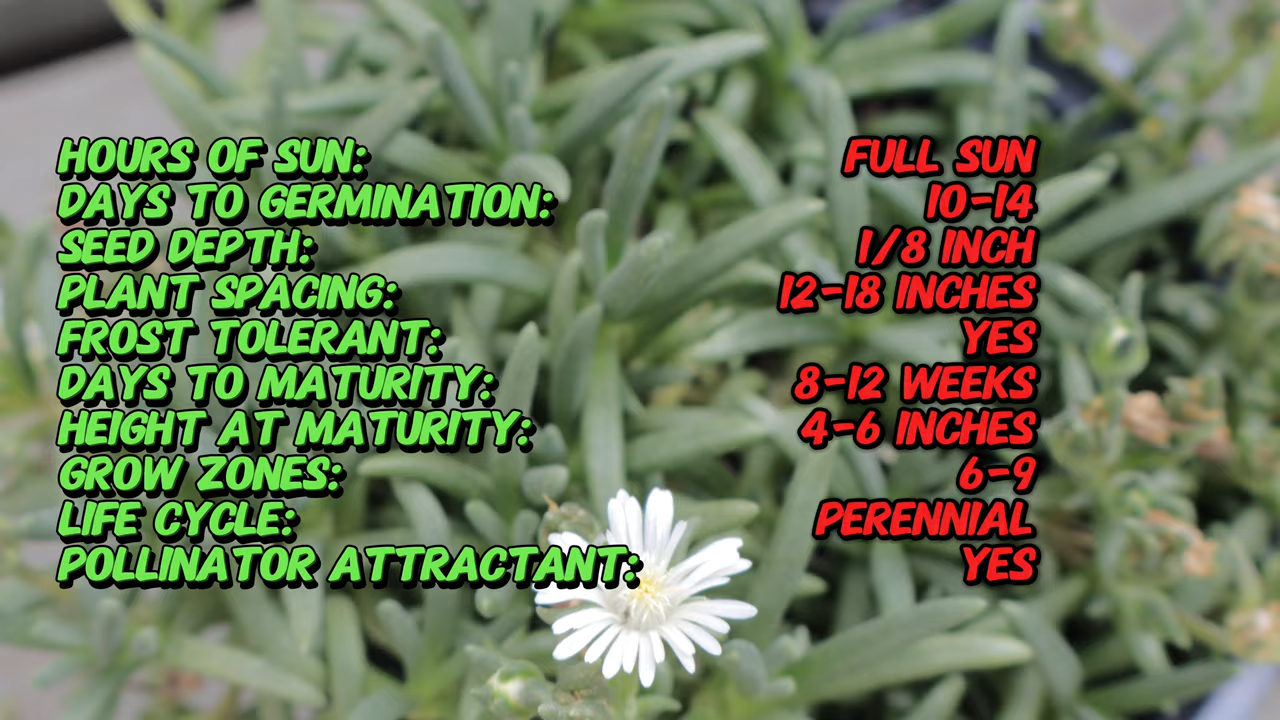 HOURS OF SUN: FULL SUN
DAYS TO GERMINATION: 10-14
SEED DEPTH: 1/8 INCH
PLANT SPACING: 12-18 INCHES
FROST TOLERANT: YES
DAYS TO MATURITY: 8-12 WEEKS
HEIGHT AT MATURITY: 4-6 INCHES
GROW ZONES: 6-9
LIFE CYCLE: PERENNIAL
POLLINATOR ATTRACTANT: YES